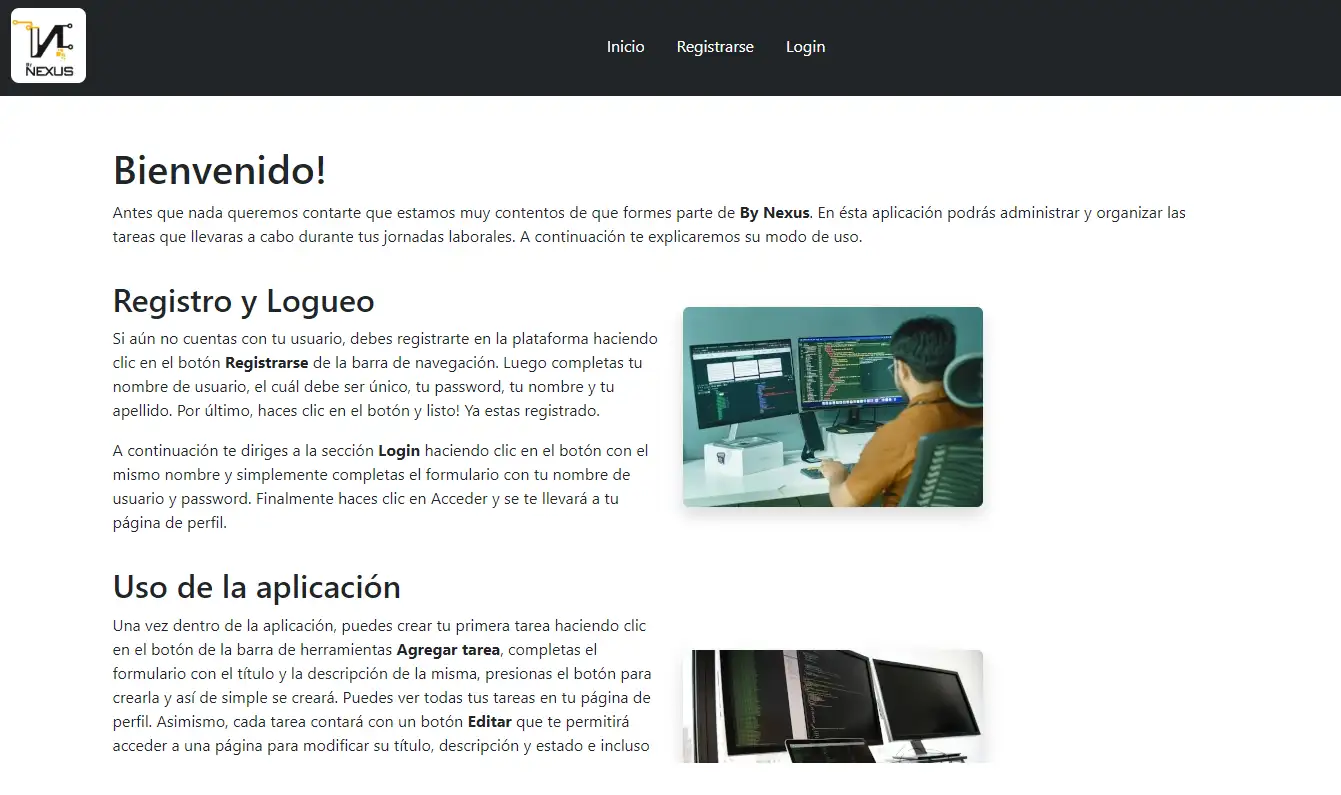 By
NEXUS
Inicio Registrarse Login
Bienvenido!
Antes que nada queremos contarte que estamos muy contentos de que formes parte de By Nexus. En ésta aplicación podrás administrar y organizar las
tareas que llevaras a cabo durante tus jornadas laborales. A continuación te explicaremos su modo de uso.
Registro y Logueo
Si aún no cuentas con tu usuario, debes registrarte en la plataforma haciendo
clic en el botón Registrarse de la barra de navegación. Luego completas tu
nombre de usuario, el cuál debe ser único, tu password, tu nombre y tu
apellido. Por último, haces clic en el botón y listo! Ya estas registrado.
A continuación te diriges a la sección Login haciendo clic en el botón con el
mismo nombre y simplemente completas el formulario con tu nombre de
usuario y password. Finalmente haces clic en Acceder y se te llevará a tu
página de perfil.
Uso de la aplicación
Una vez dentro de la aplicación, puedes crear tu primera tarea haciendo clic
en el botón de la barra de herramientas Agregar tarea, completas el
formulario con el título y la descripción de la misma, presionas el botón para
crearla y así de simple se creará. Puedes ver todas tus tareas en tu página de
perfil. Asimismo, cada tarea contará con un botón Editar que te permitirá
acceder a una página para modificar su título, descripción y estado e incluso